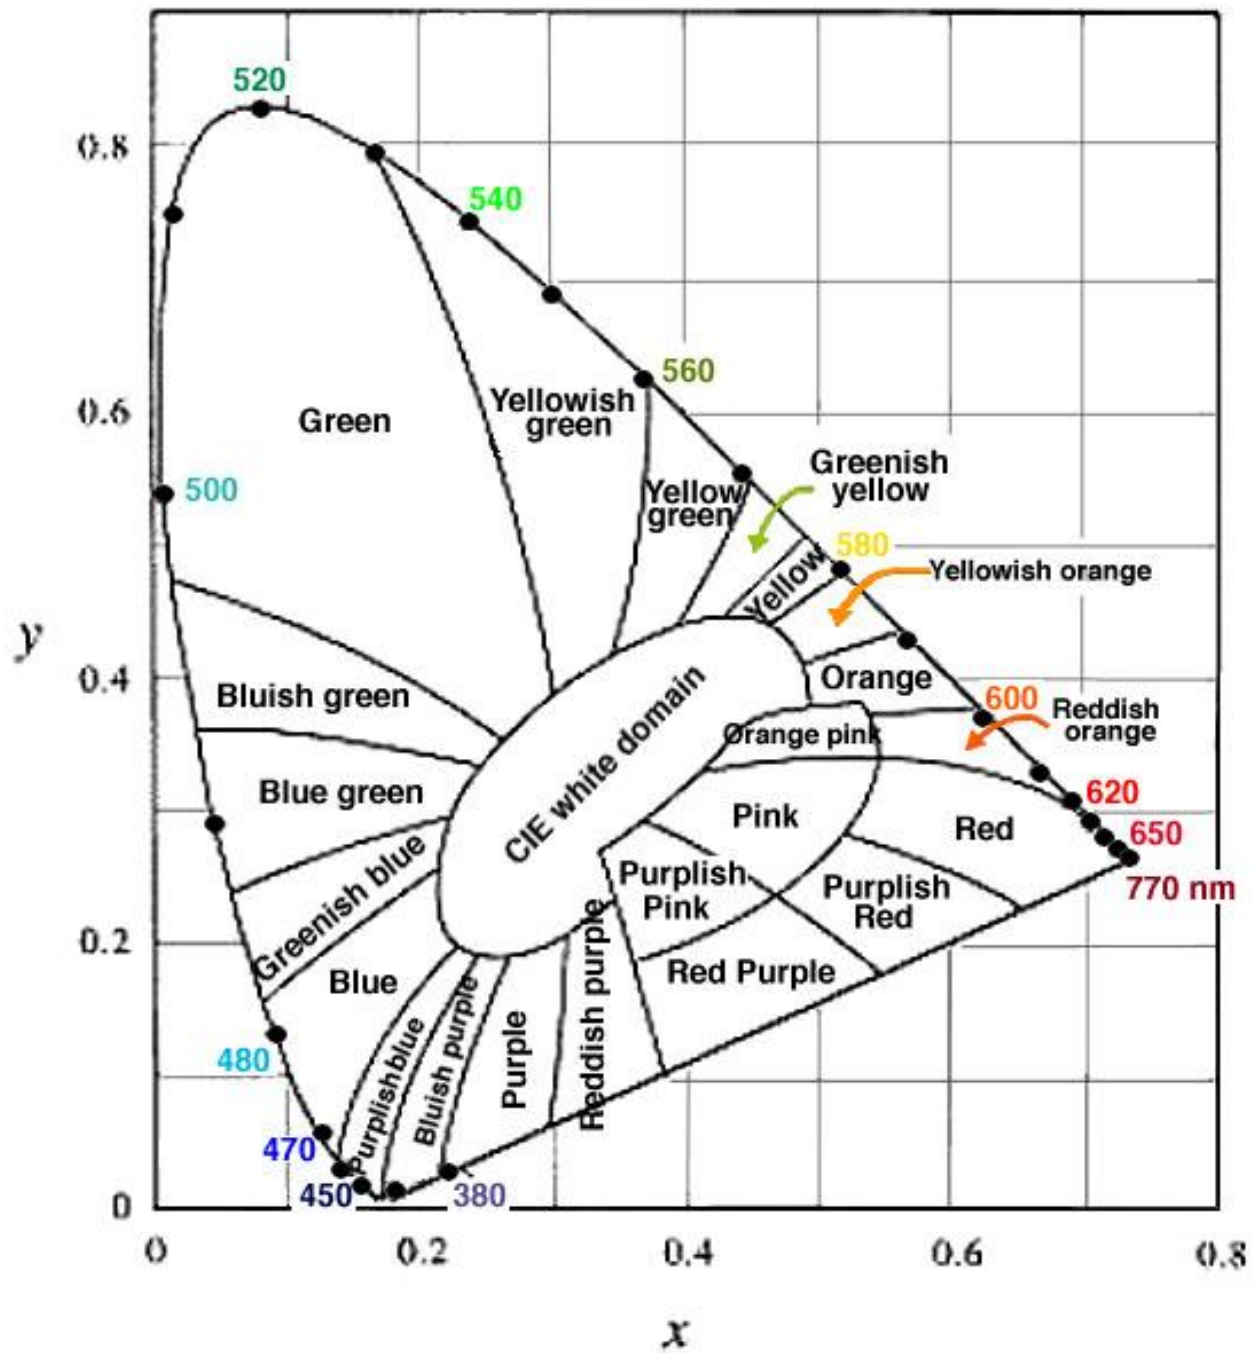 520
0.8
540
560
Yellowish
green
0.6
Green
Greenish
yellow
Yellow
green
500
580
Yellow
Yellowish orange
y
0.4
Bluish green
Orange
600
Reddish
orange
CIE white domain
Orange pink
Blue green
620
Pink
Red
650
Greenish blue
Purplish
Pink
Purplish
Red
770 nm
0.2
Blue
Red Purple
Reddish purple
Purple
Bluish purple
Purplish blue
480
470
450
380
0
0
0.2
0.4
0.6
0.8
x